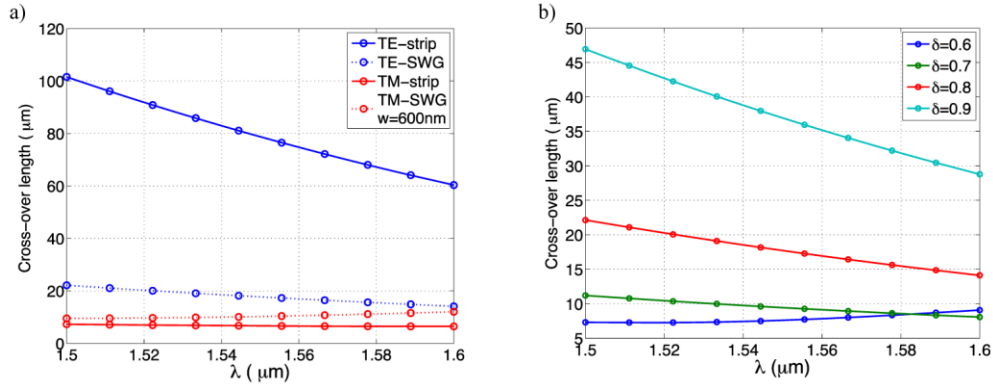 a)
Cross-over length ( μm)
120
100
80
60
40
20
0
1.5
1.52
1.54
1.56
1.58
1.6
λ ( μm)
TE-strip
TE-SWG
TM-strip
TM-SWG
w=600nm
b)
Cross-over length ( μm)
50
45
40
35
30
25
20
15
10
5
1.5
1.52
1.54
1.56
1.58
1.6
λ (μm)
δ=0.6
δ=0.7
δ=0.8
δ=0.9